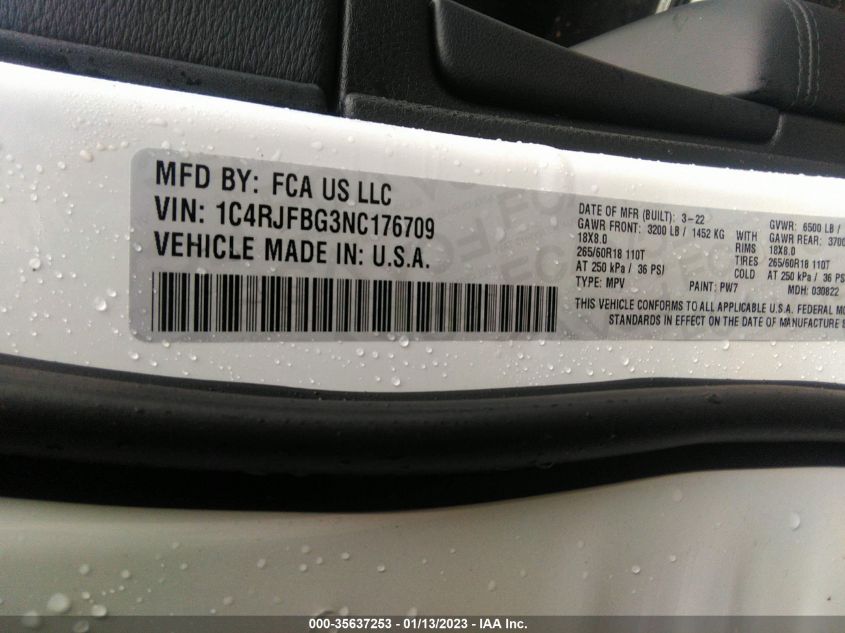 MFD BY: FCA US LLC
VIN: 1C4RJFBG3NC176709
VEHICLE MADE IN: U.S.A.
DATE OF MFR (BUILT): 3-22 GVWR: 6500 LB /
GAWR FRONT: 3200 LB / 1452 KG WITH GAWR REAR: 3700
18X8.0 RIMS 18X8.0
265/60R18 110T TIRES 265/60R18 110T
AT 250 kPa / 36 PSI COLD AT 250 kPa / 36 PS
TYPE: MPV PAINT: PW7 MDH: 030822
THIS VEHICLE CONFORMS TO ALL APPLICABLE U.S.A. FEDERAL MO
STANDARDS IN EFFECT ON THE DATE OF MANUFACTURE S
000-35637253 - 01/13/2023 - IAA Inc.